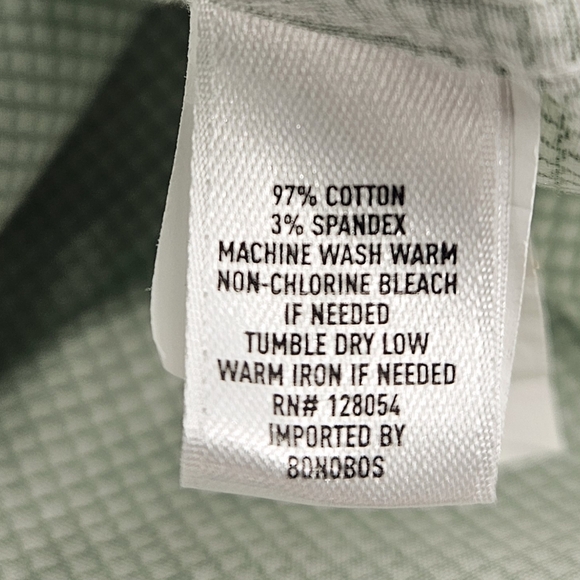 97% COTTON
3% SPANDEX
MACHINE WASH WARM
NON-CHLORINE BLEACH
IF NEEDED
TUMBLE DRY LOW
WARM IRON IF NEEDED
RN# 128054
IMPORTED BY
BONOBOS